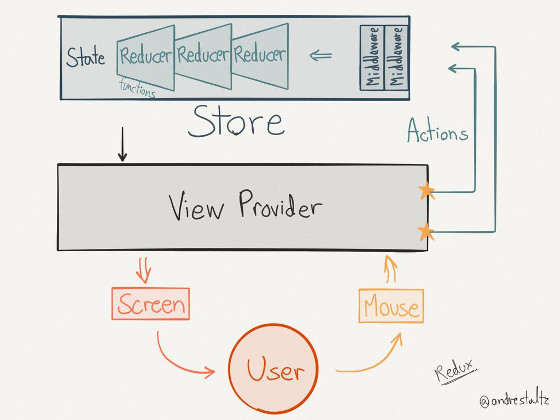 State Reducer Reducer Reducer
functions
Middleware
Middleware
Store
Actions
View Provider
Screen
Mouse
User
Redux
@andrestaltz